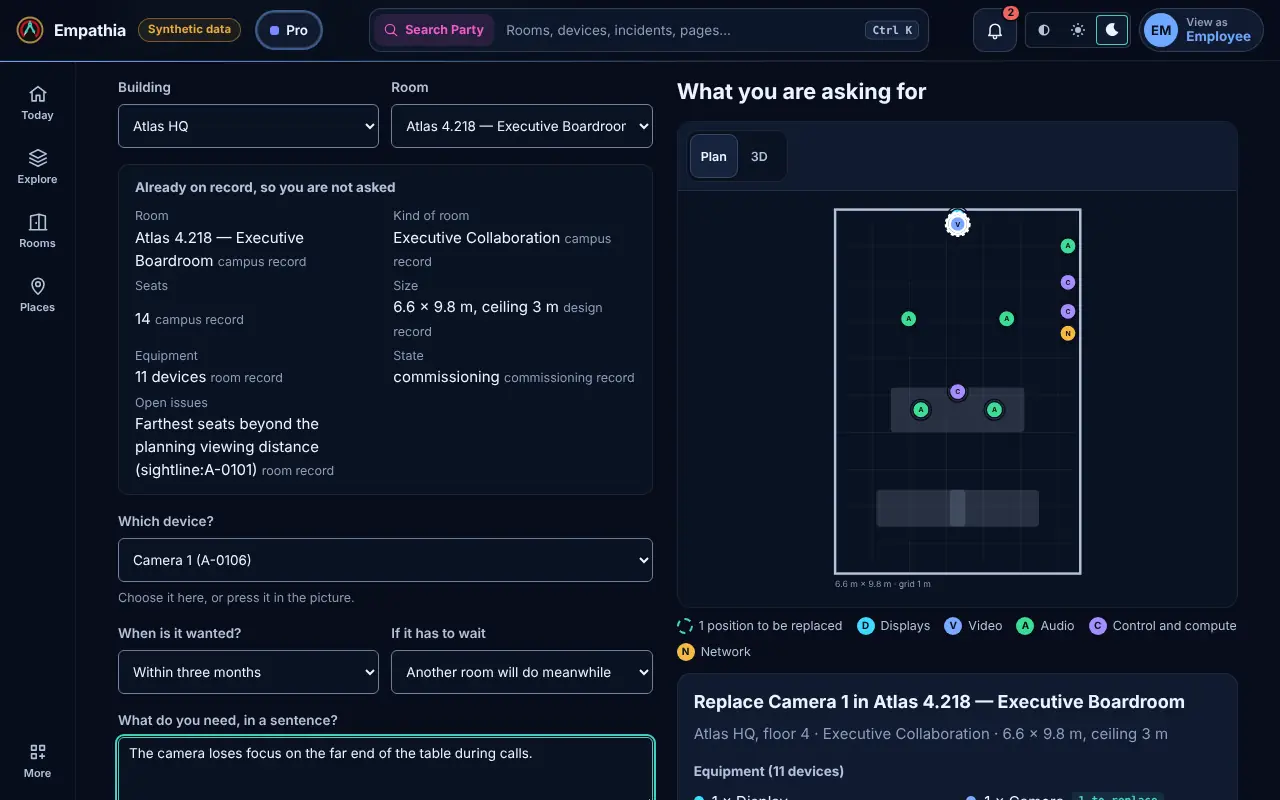 Empathia
Synthetic data
Pro
Search Party
Rooms, devices, incidents, pages...
Ctrl K
2
EM
View as
Employee
Today
Explore
Rooms
Places
More
Building
Room
Atlas HQ
Atlas 4.218 — Executive Boardroor
Already on record, so you are not asked
Room
Kind of room
Atlas 4.218 — Executive
Boardroom campus record
Executive Collaboration campus
record
Seats
Size
14 campus record
6.6 × 9.8 m, ceiling 3 m design
record
Equipment
State
11 devices room record
commissioning commissioning record
Open issues
Farthest seats beyond the
planning viewing distance
(sightline:A-0101) room record
Which device?
Camera 1 (A-0106)
Choose it here, or press it in the picture.
When is it wanted?
If it has to wait
Within three months
Another room will do meanwhile
What do you need, in a sentence?
The camera loses focus on the far end of the table during calls.
What you are asking for
Plan
3D
V
A
C
A
A
C
N
C
A
A
6.6 m × 9.8 m · grid 1 m
1 position to be replaced
D Displays
V Video
A Audio
C Control and compute
N Network
Replace Camera 1 in Atlas 4.218 — Executive Boardroom
Atlas HQ, floor 4 · Executive Collaboration · 6.6 × 9.8 m, ceiling 3 m
Equipment (11 devices)
1 × Display
1 × Camera
1 to replace